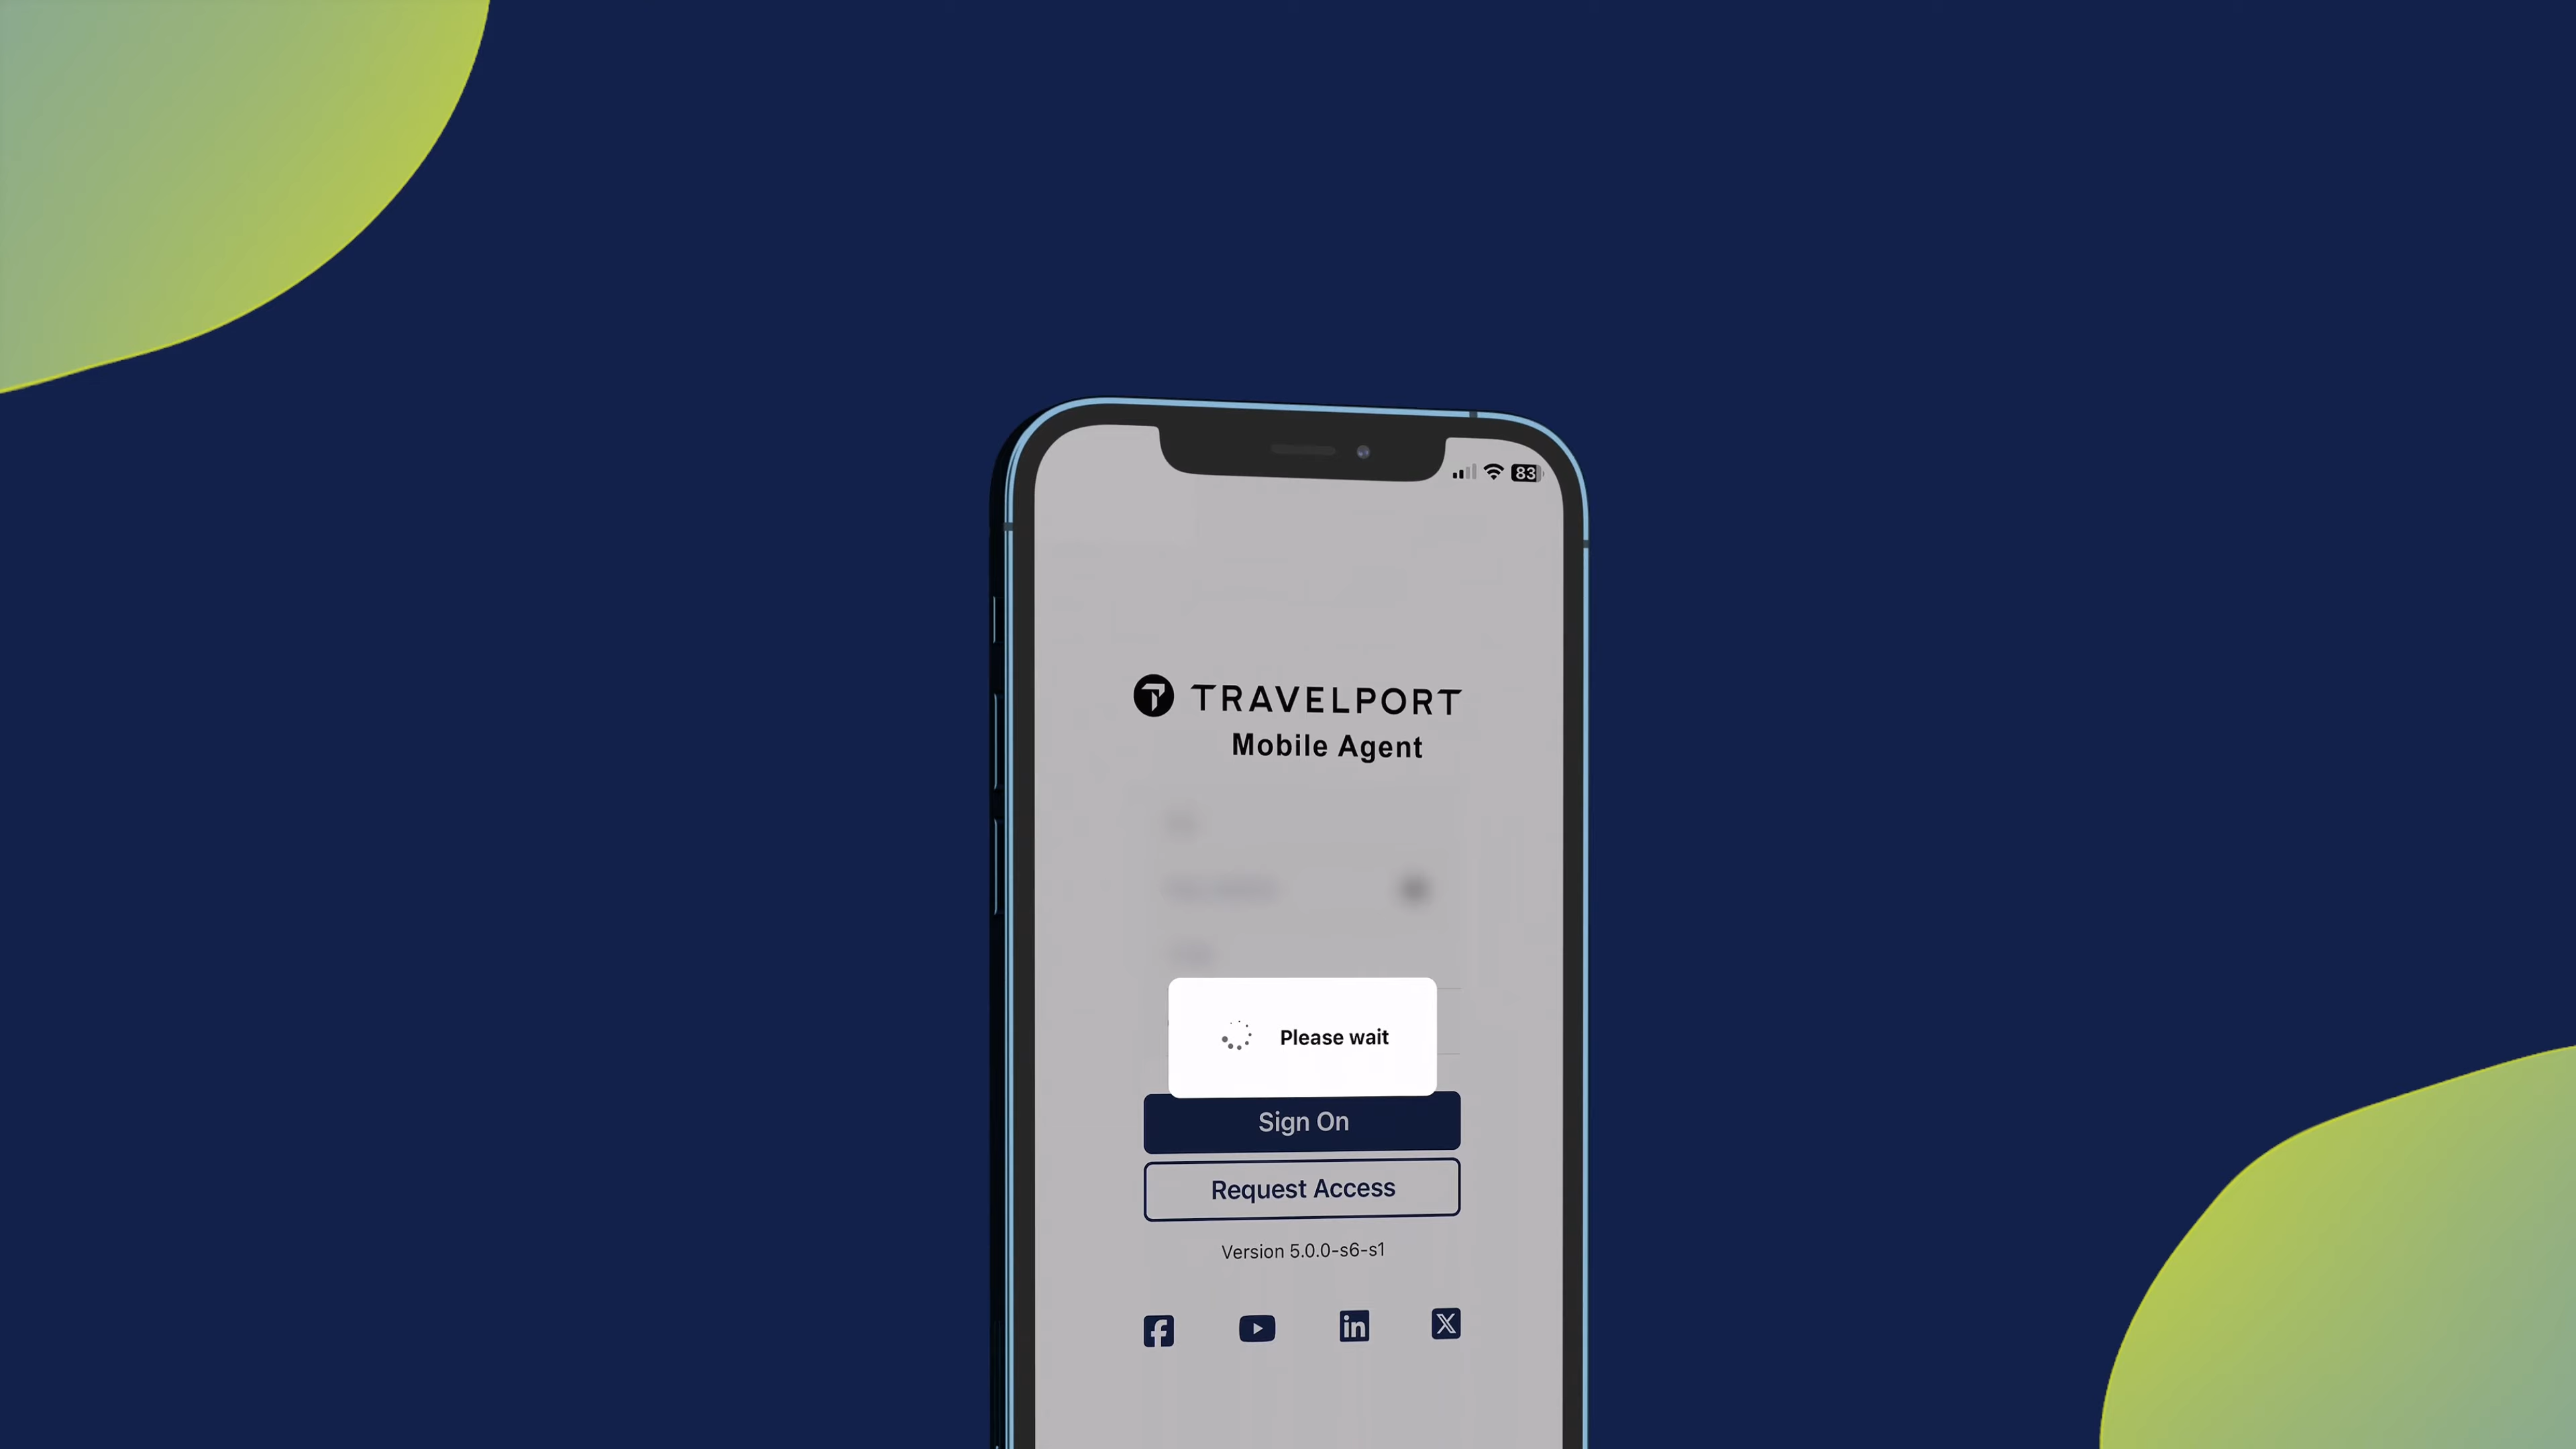 83
TRAVELPORT
Mobile Agent
Please wait
Sign On
Request Access
Version 5.0.0-s6-s1